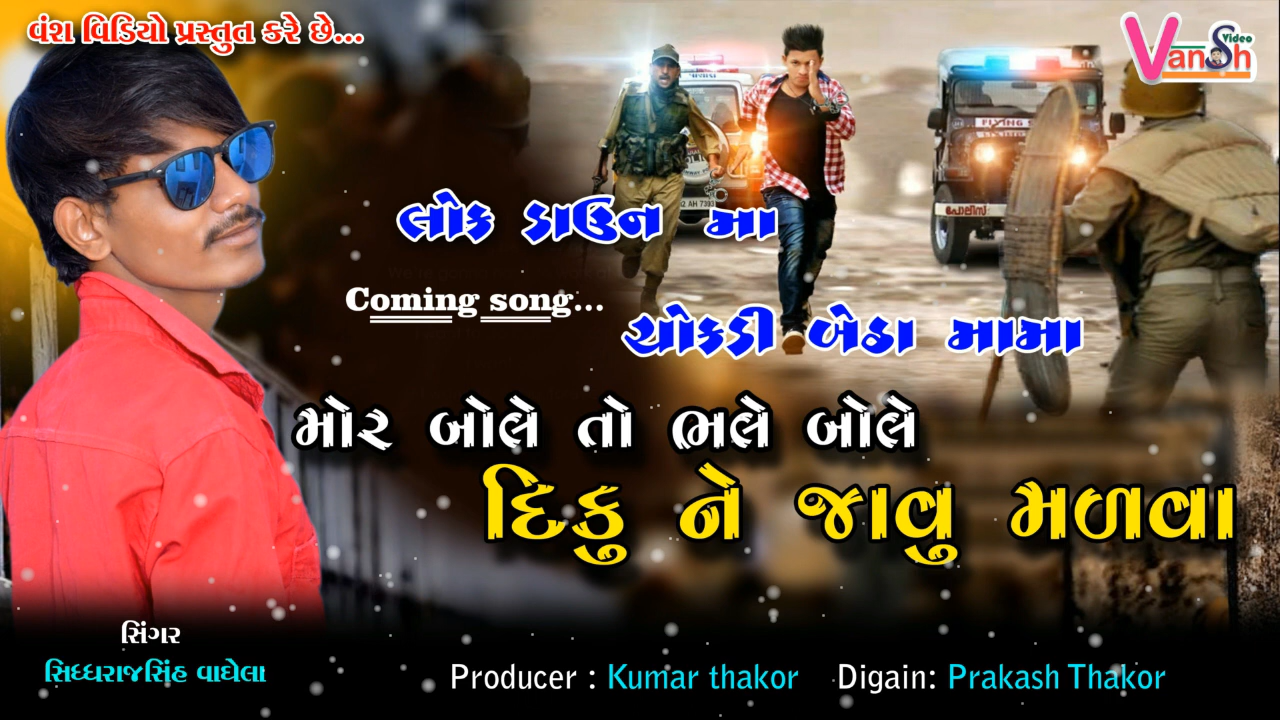 વંશ વિડિયો પ્રસ્તુત કરે છે...
Vansh Video
લોક ડાઉન મા
Coming song...
ચોકડી બેઠા મામા
મોર બોલે તો ભલે બોલે
દિકુ ને જાવુ મળવા
સિંગર
સિધ્ધરાજસિંહ વાઘેલા
Producer : Kumar thakor Digain: Prakash Thakor
FLYING
പോലീസ്